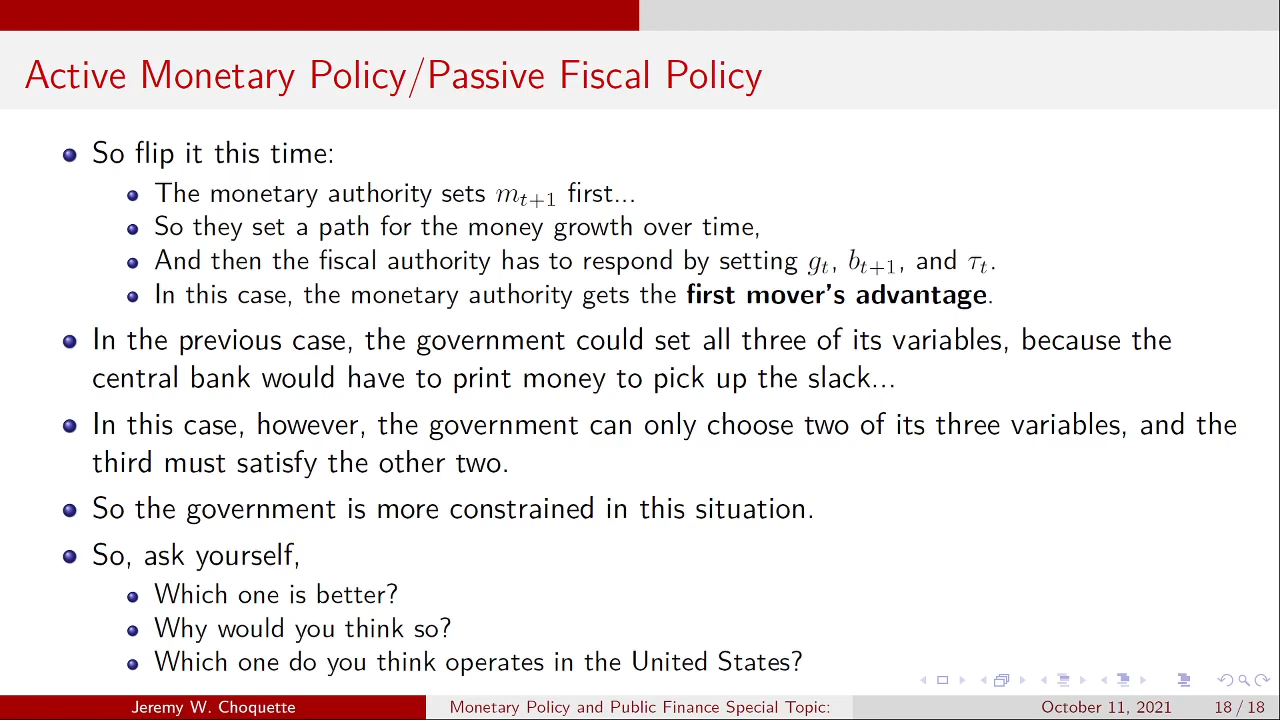 Active Monetary Policy/Passive Fiscal Policy
So flip it this time:
The monetary authority sets m_{t+1} first...
So they set a path for the money growth over time,
And then the fiscal authority has to respond by setting g_t, b_{t+1}, and τ_t.
In this case, the monetary authority gets the first mover's advantage.
In the previous case, the government could set all three of its variables, because the
central bank would have to print money to pick up the slack...
In this case, however, the government can only choose two of its three variables, and the
third must satisfy the other two.
So the government is more constrained in this situation.
So, ask yourself,
Which one is better?
Why would you think so?
Which one do you think operates in the United States?
Jeremy W. Choquette
Monetary Policy and Public Finance Special Topic:
October 11, 2021
18 / 18